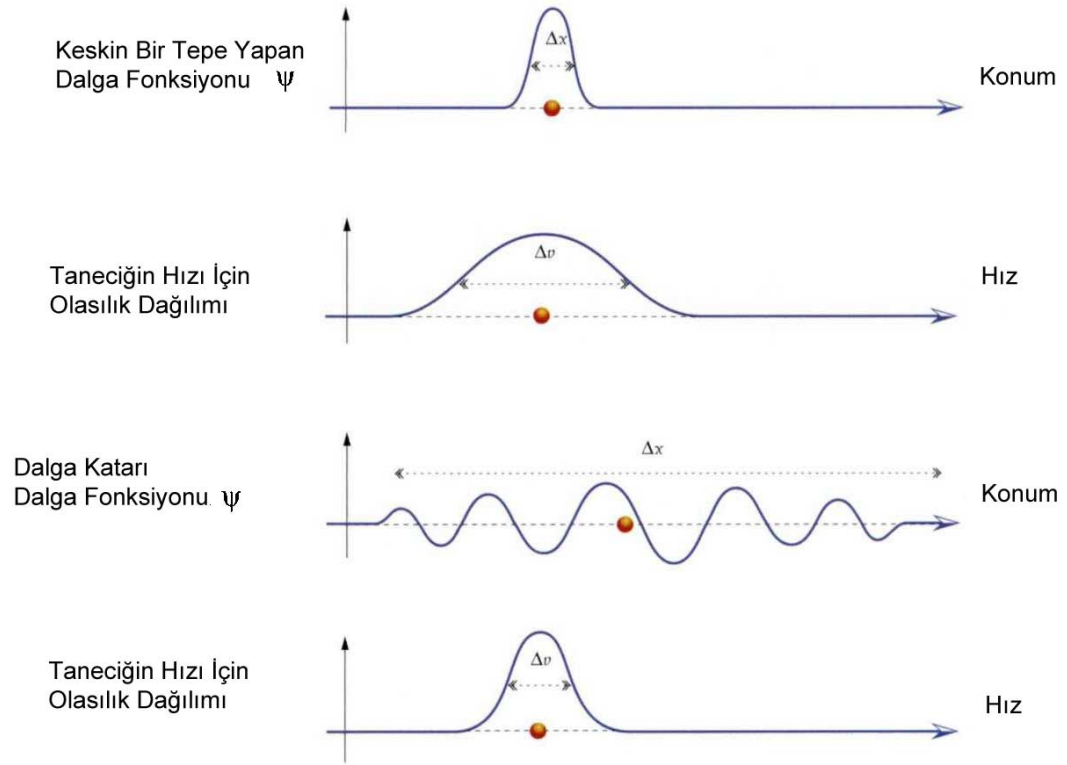 Keskin Bir Tepe Yapan
Dalga Fonksiyonu ψ
Δx
Konum
Taneciğin Hızı İçin
Olasılık Dağılımı
Δv
Hız
Δx
Dalga Katarı
Dalga Fonksiyonu ψ
Konum
Taneciğin Hızı İçin
Olasılık Dağılımı
Δv
Hız